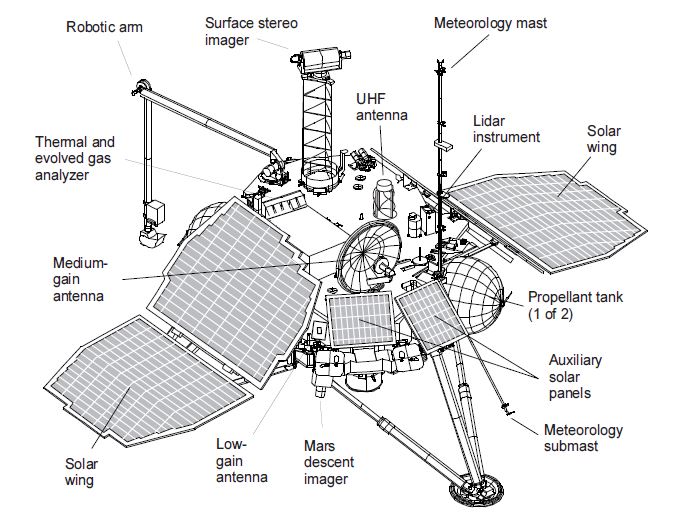 Robotic arm
Surface stereo
imager
Meteorology mast
UHF
antenna
Lidar
instrument
Solar
wing
Thermal and
evolved gas
analyzer
Medium-
gain
antenna
Propellant tank
(1 of 2)
Auxiliary
solar
panels
Meteorology
submast
Solar
wing
Low-
gain
antenna
Mars
descent
imager